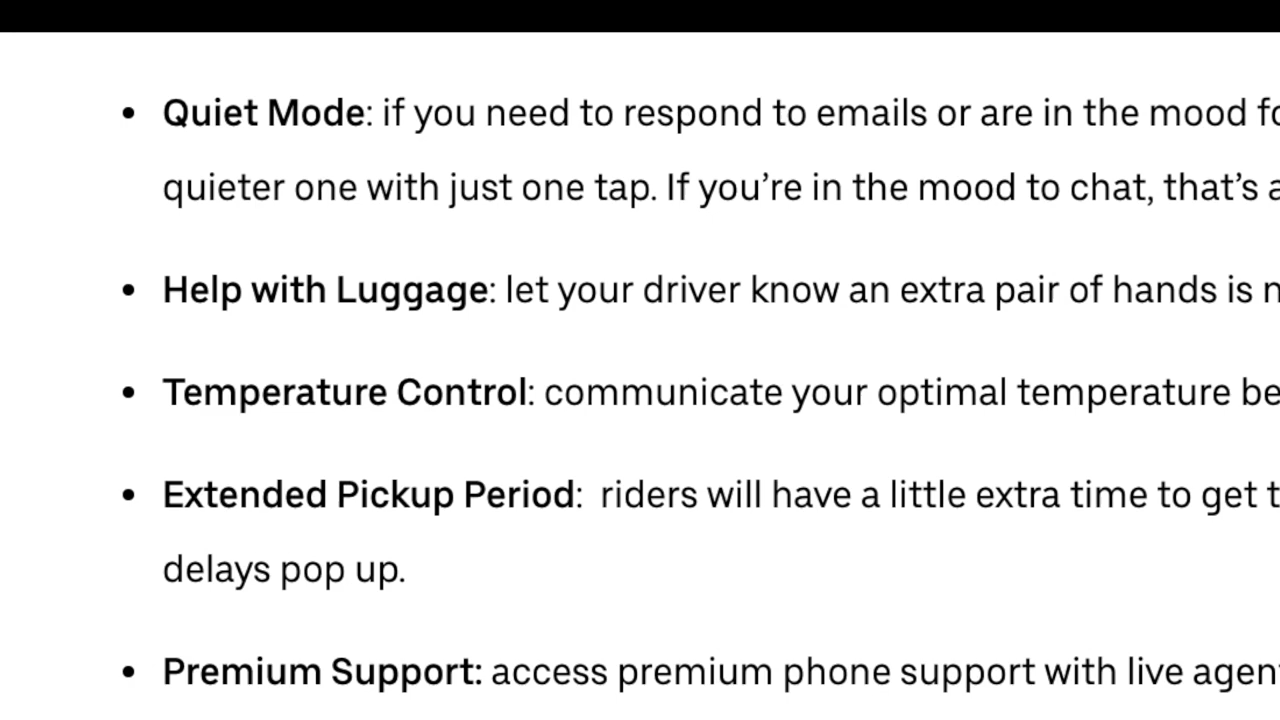 • Quiet Mode: if you need to respond to emails or are in the mood
quieter one with just one tap. If you’re in the mood to chat, that’s
• Help with Luggage: let your driver know an extra pair of hands is
• Temperature Control: communicate your optimal temperature
• Extended Pickup Period:  riders will have a little extra time to get
delays pop up.
• Premium Support: access premium phone support with live